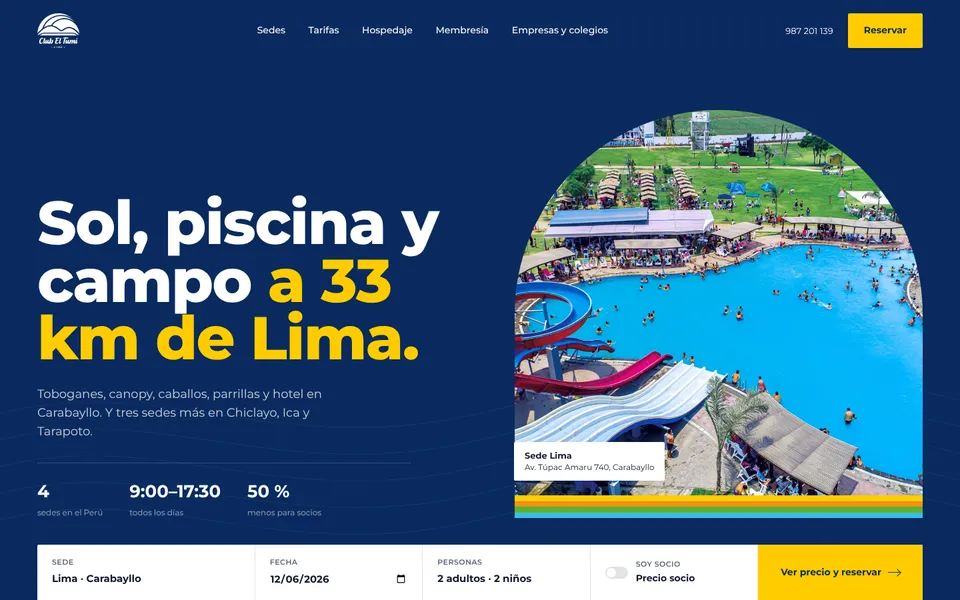 Club El Tumi
Sedes
Tarifas
Hospedaje
Membresía
Empresas y colegios
987 201 139
Reservar
Sol, piscina y
campo a 33
km de Lima.
Toboganes, canopy, caballos, parrillas y hotel en
Carabayllo. Y tres sedes más en Chiclayo, Ica y
Tarapoto.
4
sedes en el Perú
9:00–17:30
todos los días
50 %
menos para socios
Sede Lima
Av. Túpac Amaru 740, Carabayllo
SEDE
Lima · Carabayllo
FECHA
12/06/2026
PERSONAS
2 adultos · 2 niños
SOY SOCIO
Precio socio
Ver precio y reservar